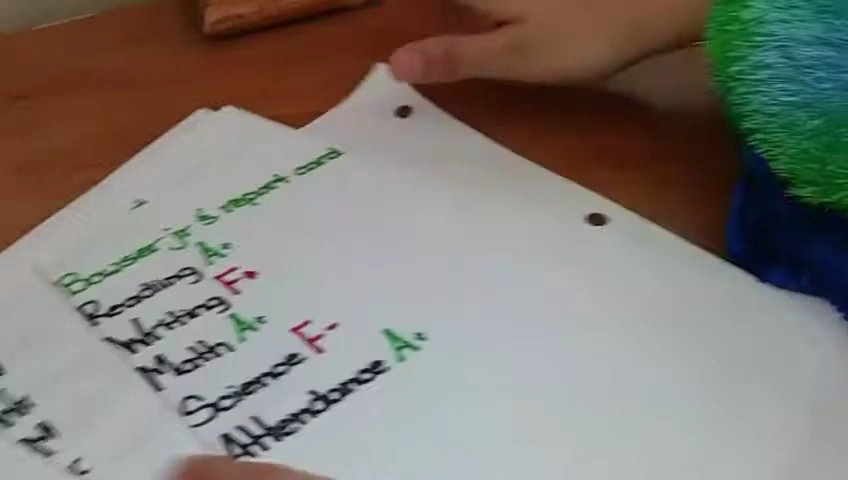 Bowser jr's report card
Reading A+
Writing F+
Math A+
Science F-
Attendance A+